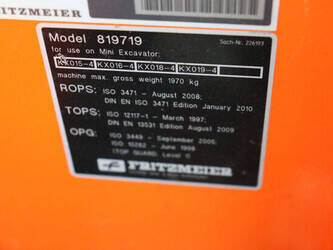 FRITZMEIER
Model 819719
Sach-Nr. 226193
for use on Mini Excavator:
KX015-4 KX016-4 KX018-4 KX019-4
machine max. gross weight 1970 kg
ROPS: ISO 3471 - August 2008;
DIN EN ISO 3471 Edition January 2010
TOPS: ISO 12117-1 - March 1997;
DIN EN 13531 Edition August 2009
OPG: ISO 3449 - September 2005;
ISO 10262 - June 1998
(TOP GUARD, Level I)
FRITZMEIER